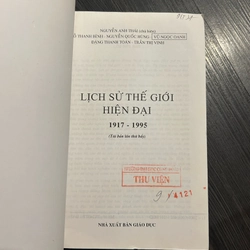 NGUYỄN ANH THÁI (chủ biên)
ĐỖ THANH BÌNH - NGUYỄN QUỐC HÙNG - VŨ NGỌC OANH
ĐẶNG THANH TOÁN - TRẦN THỊ VINH
LỊCH SỬ THẾ GIỚI
HIỆN ĐẠI
1917 - 1995
(Tái bản lần thứ bảy)
THƯ VIỆN
4121
NHÀ XUẤT BẢN GIÁO DỤC